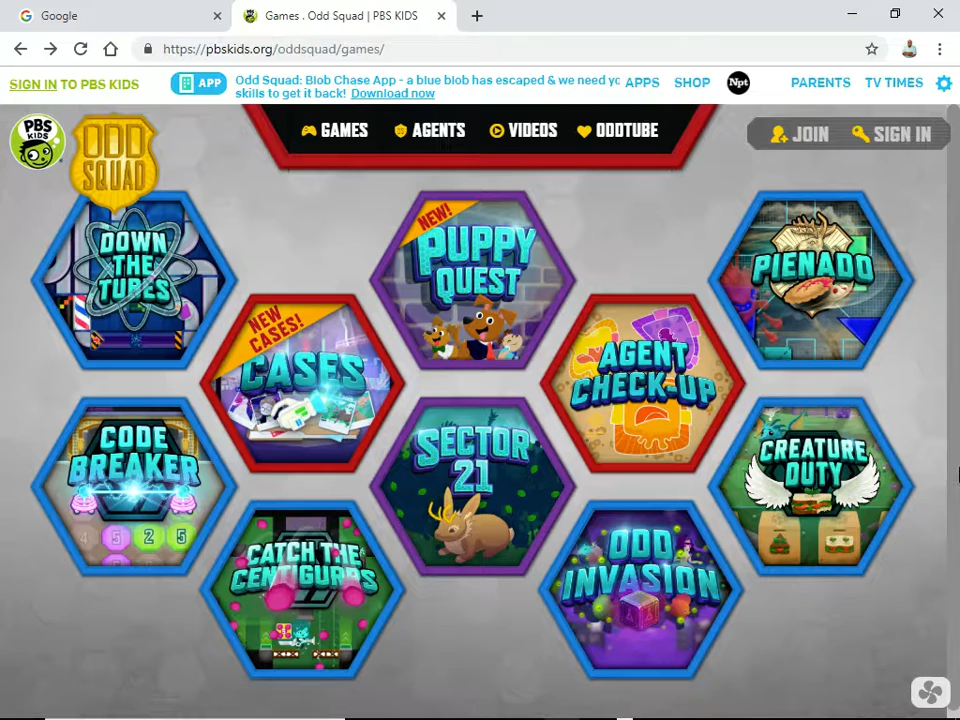 Google
Games . Odd Squad | PBS KIDS
https://pbskids.org/oddsquad/games/
SIGN IN TO PBS KIDS
APP
Odd Squad: Blob Chase App - a blue blob has escaped & we need yo
skills to get it back! Download now
APPS
SHOP
Npt
PARENTS
TV TIMES
PBS
KIDS
ODD
SQUAD
GAMES
AGENTS
VIDEOS
ODDTUBE
JOIN
SIGN IN
DOWN
THE
TUBES
NEW!
PUPPY
QUEST
PIENADO
NEW
CASES!
CASES
AGENT
CHECK-UP
CODE
BREAKER
4 5 2 5
SECTOR
21
CREATURE
DUTY
CATCH THE
CENTIGURPS
ODD
INVASION